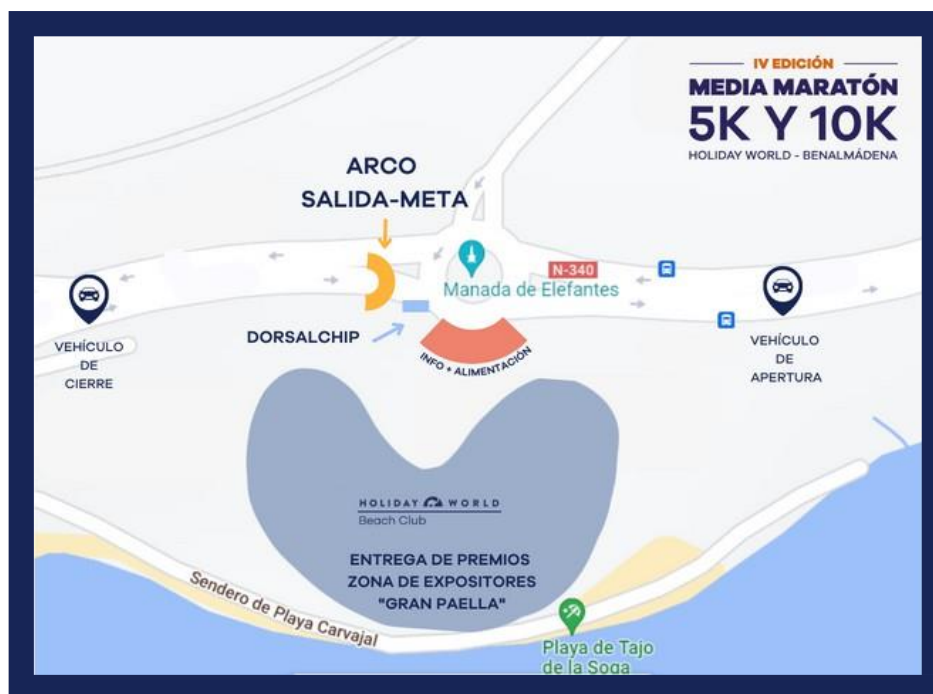 IV EDICIÓN
MEDIA MARATÓN
5K Y 10K
HOLIDAY WORLD - BENALMÁDENA
ARCO
SALIDA-META
N-340
Manada de Elefantes
VEHÍCULO
DE
CIERRE
DORSALCHIP
INFO + ALIMENTACIÓN
VEHÍCULO
DE
APERTURA
HOLIDAY WORLD
Beach Club
ENTREGA DE PREMIOS
ZONA DE EXPOSITORES
"GRAN PAELLA"
Sendero de Playa Carvajal
Playa de Tajo
de la Soga